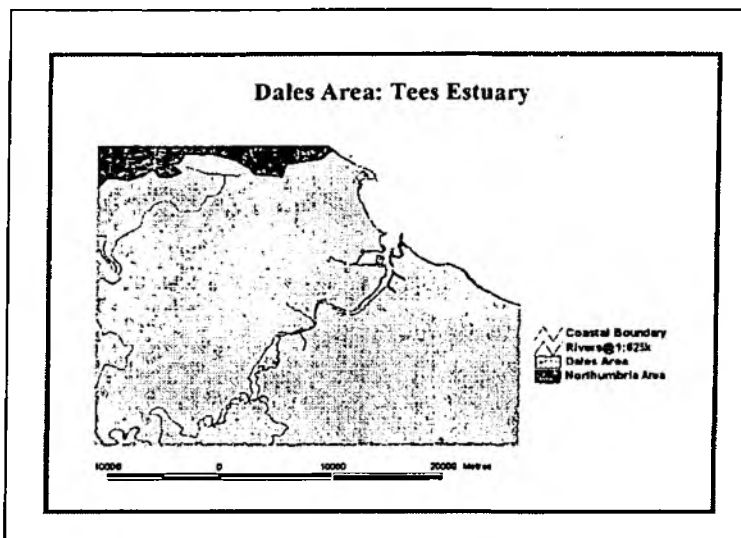 Dales Area: Tees Estuary
Coastal Boundary
Rivers@1:625k
Dales Area
Northumbria Area
10000 0 10000 20000 Metres